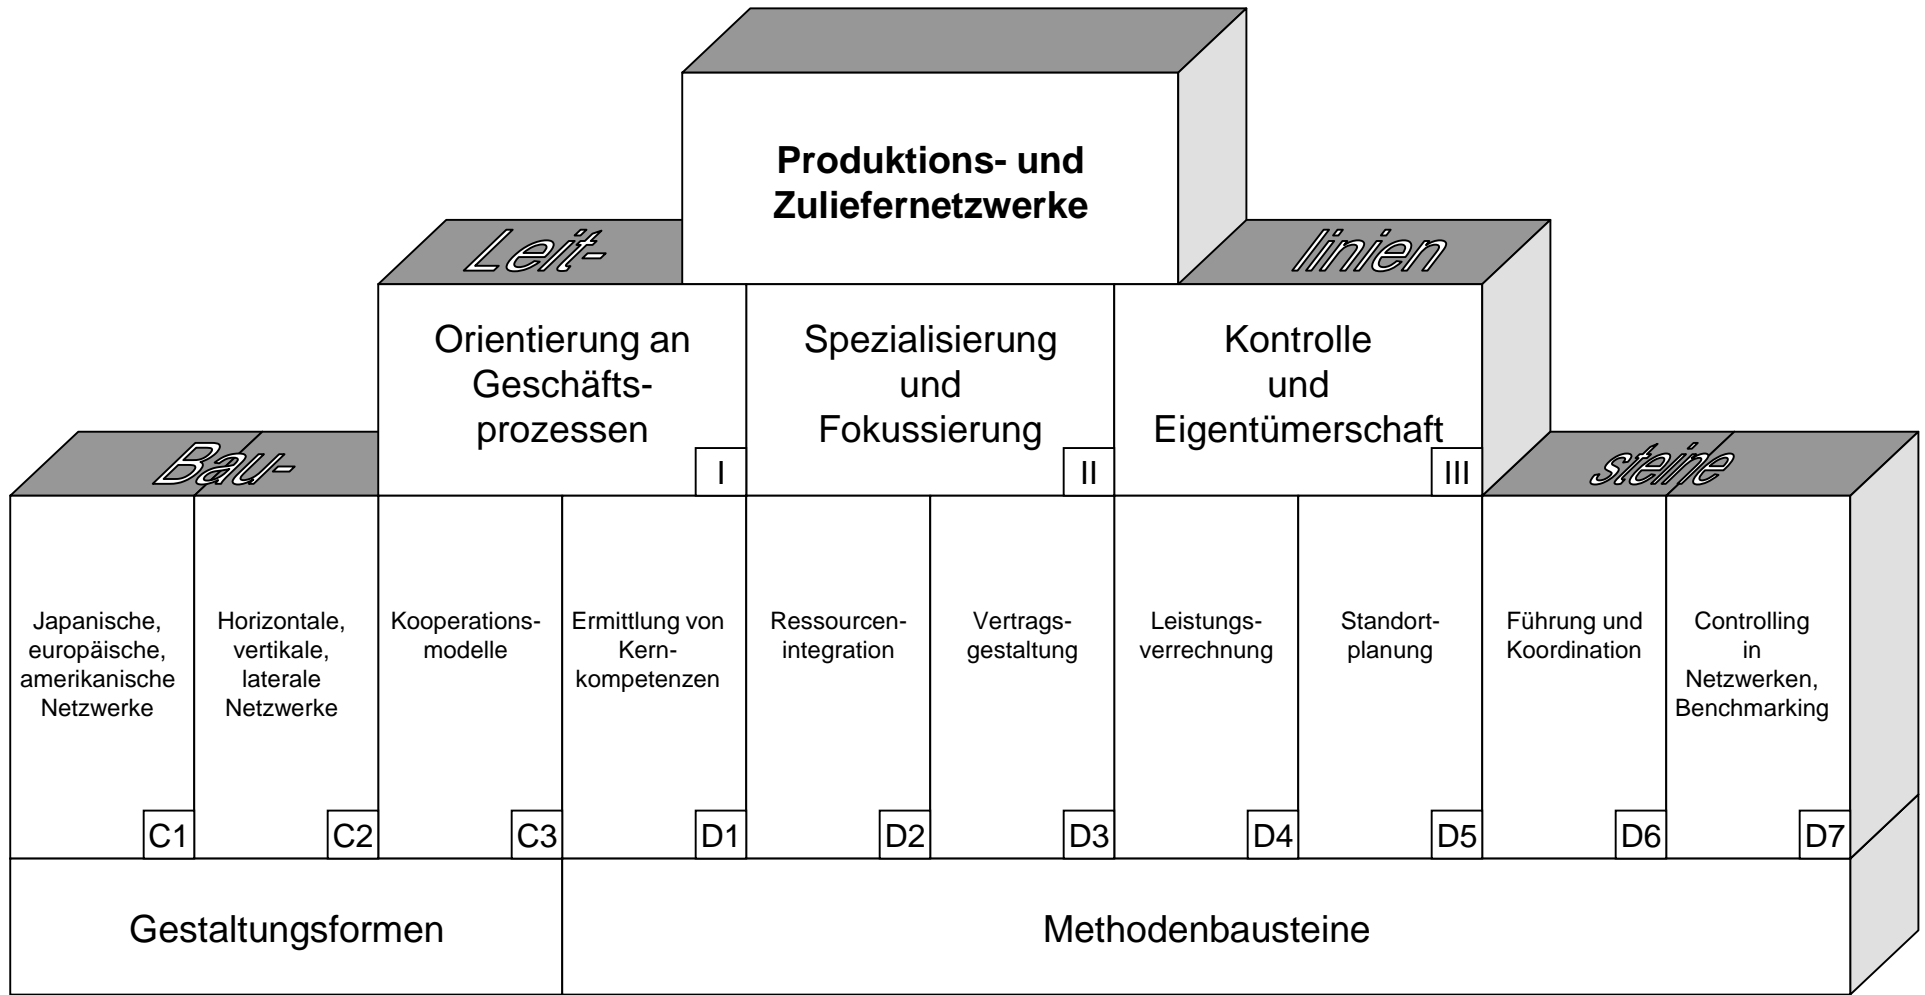 Produktions- und
Zuliefernetzwerke
Leit-
linien
Orientierung an
Geschäfts-
prozessen
I
Spezialisierung
und
Fokussierung
II
Kontrolle
und
Eigentümerschaft
III
Bau-
steine
Japanische,
europäische,
amerikanische
Netzwerke
C1
Horizontale,
vertikale,
laterale
Netzwerke
C2
Kooperations-
modelle
C3
Ermittlung von
Kern-
kompetenzen
D1
Ressourcen-
integration
D2
Vertrags-
gestaltung
D3
Leistungs-
verrechnung
D4
Standort-
planung
D5
Führung und
Koordination
D6
Controlling
in
Netzwerken,
Benchmarking
D7
Gestaltungsformen
Methodenbausteine